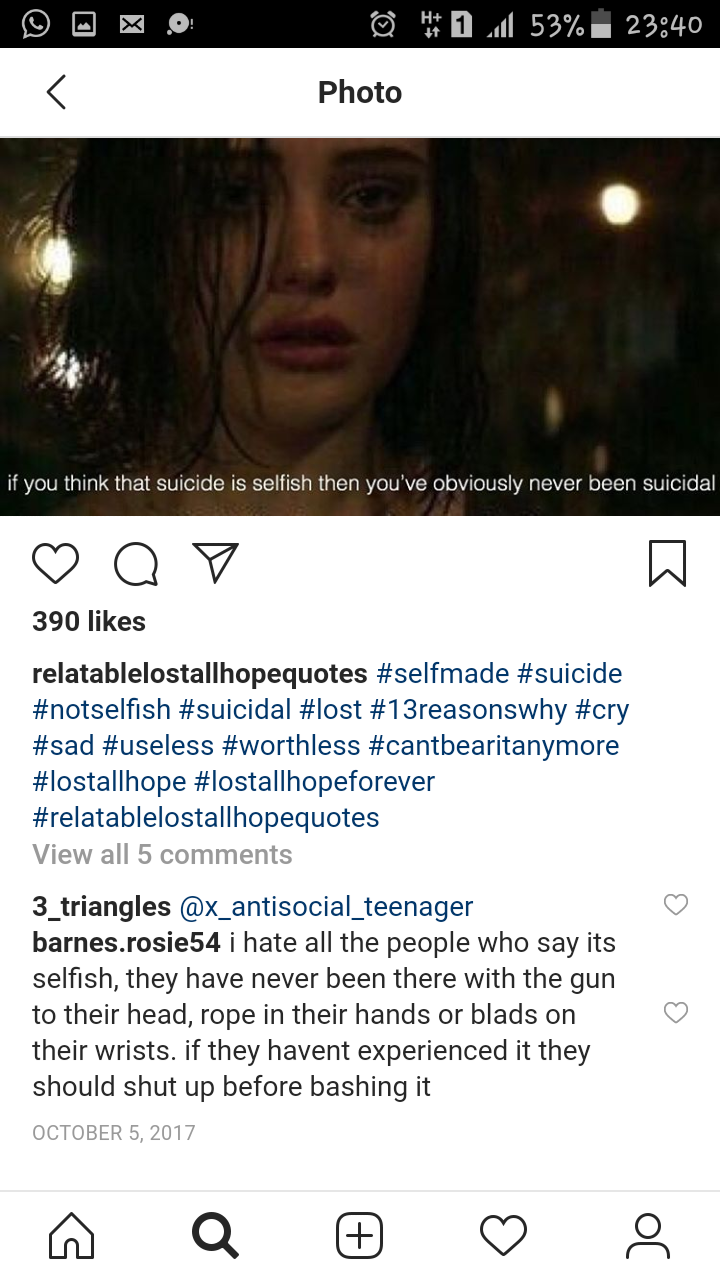 53% 23:40
Photo
if you think that suicide is selfish then you've obviously never been suicidal
390 likes
relatablelostallhopequotes #selfmade #suicide
#notselfish #suicidal #lost #13reasonswhy #cry
#sad #useless #worthless #cantbearitanymore
#lostallhope #lostallhopeforever
#relatablelostallhopequotes
View all 5 comments
3_triangles @x_antisocial_teenager
barnes.rosie54 i hate all the people who say its
selfish, they have never been there with the gun
to their head, rope in their hands or blads on
their wrists. if they havent experienced it they
should shut up before bashing it
OCTOBER 5, 2017